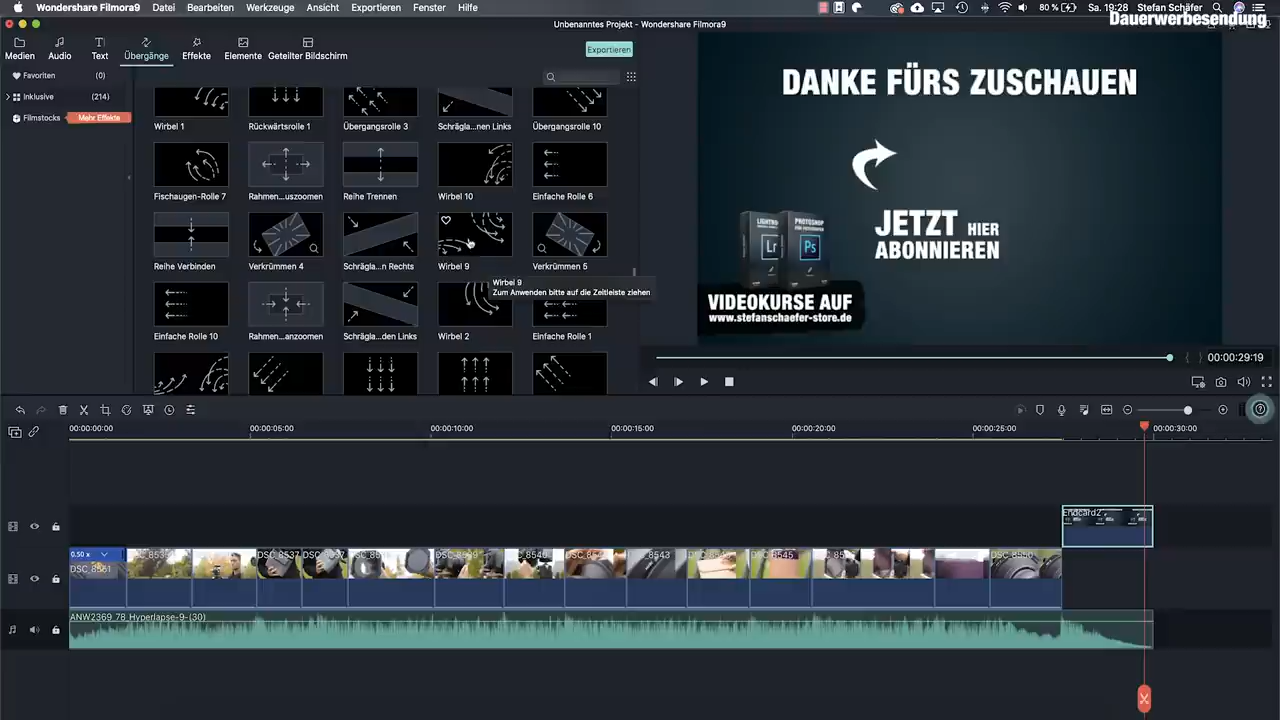 Wondershare Filmora9 Datei Bearbeiten Werkzeuge Ansicht Exportieren Fenster Hilfe 80 % Sa. 19:28 Stefan Schäfer
Dauerwerbesendung
Unbenanntes Projekt - Wondershare Filmora9
Medien Audio Text Übergänge Effekte Elemente Geteilter Bildschirm Exportieren
Favoriten (0)
Inklusive (214)
Filmstocks Mehr Effekte
Wirbel 1 Rückwärtsrolle 1 Übergangsrolle 3 Schrägla...nen Links Übergangsrolle 10
Fischaugen-Rolle 7 Rahmen...uszoomen Reihe Trennen Wirbel 10 Einfache Rolle 6
Reihe Verbinden Verkrümmen 4 Schrägla...n Rechts Wirbel 9 Verkrümmen 5
Wirbel 9
Zum Anwenden bitte auf die Zeitleiste ziehen
Einfache Rolle 10 Rahmen...anzoomen Schrägla...den Links Wirbel 2 Einfache Rolle 1
DANKE FÜRS ZUSCHAUEN
JETZT HIER
ABONNIEREN
Lr Ps
VIDEOKURSE AUF
www.stefanschaefer-store.de
00:00:29:19
00:00:00:00 00:00:05:00 00:00:10:00 00:00:15:00 00:00:20:00 00:00:25:00 00:00:30:00
Endcard2
0.50 x
DSC_8561 DSC_8537 DSC_8543 DSC_8545
ANW2369_78_Hyperlapse-9-(30)